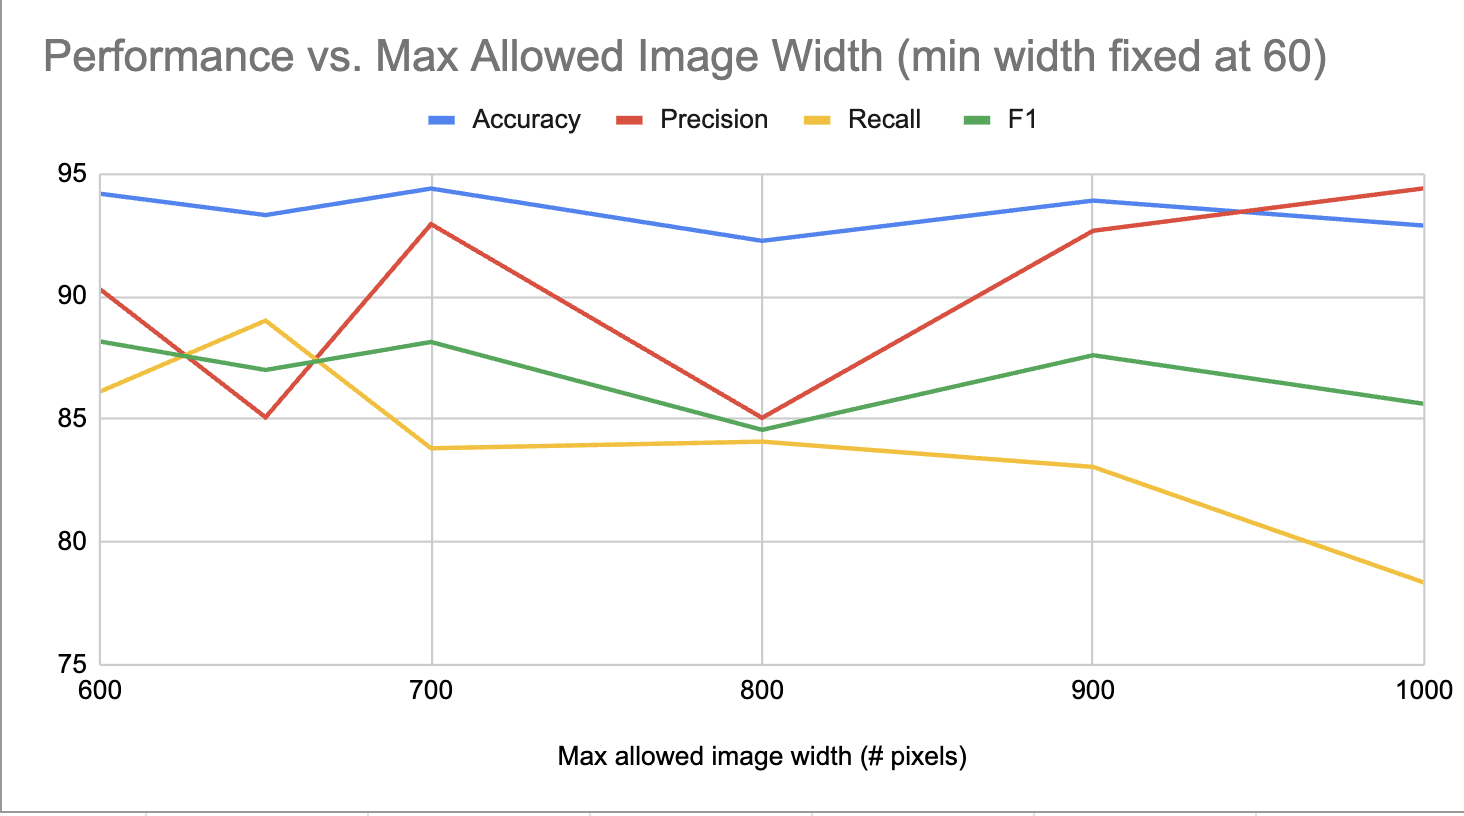 Performance vs. Max Allowed Image Width (min width fixed at 60)
Accuracy Precision Recall F1
95
90
85
80
75
600 700 800 900 1000
Max allowed image width (# pixels)